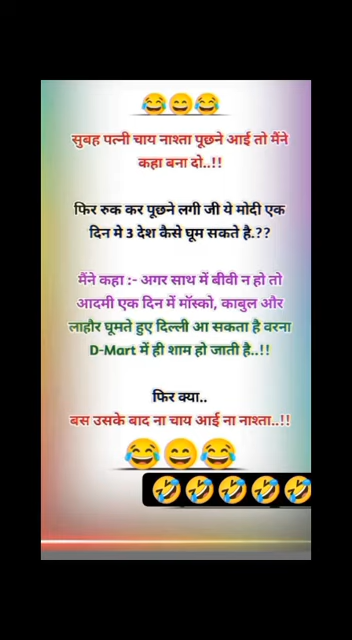 😂😄😂
सुबह पत्नी चाय नाश्ता पूछने आई तो मैंने
कहा बना दो..!!
फिर रुक कर पूछने लगी जी ये मोदी एक
दिन मे 3 देश कैसे घूम सकते है.??
मैंने कहा :- अगर साथ में बीवी न हो तो
आदमी एक दिन में मॉस्को, काबुल और
लाहौर घूमते हुए दिल्ली आ सकता है वरना
D-Mart में ही शाम हो जाती है..!!
फिर क्या..
बस उसके बाद ना चाय आई ना नाश्ता..!!
😂😄😂
🤣🤣🤣🤣🤣